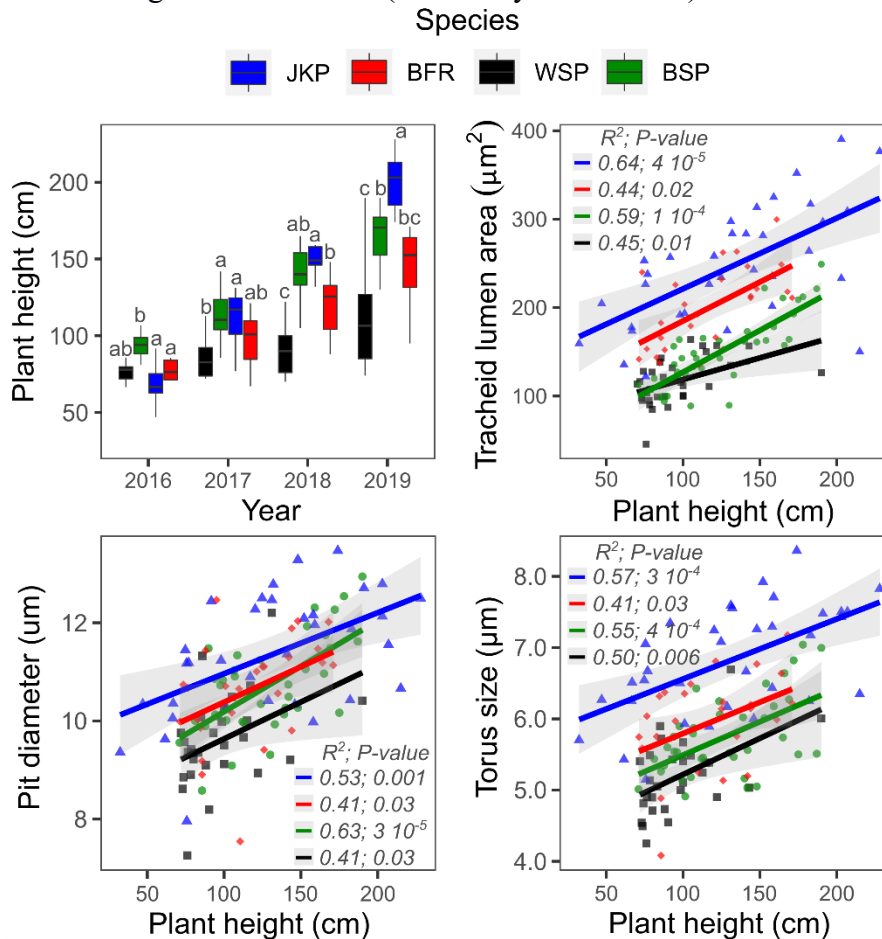 Species
JKP BFR WSP BSP
Plant height (cm)
200
150
100
50
ab b a a
b a a ab
c ab a b
c b a bc
2016 2017 2018 2019
Year
Tracheid lumen area (μm²)
400
300
200
100
R²; P-value
0.64; 4 10⁻⁵
0.44; 0.02
0.59; 1 10⁻⁴
0.45; 0.01
50 100 150 200
Plant height (cm)
Pit diameter (um)
12
10
8
R²; P-value
0.53; 0.001
0.41; 0.03
0.63; 3 10⁻⁵
0.41; 0.03
50 100 150 200
Plant height (cm)
Torus size (μm)
8.0
7.0
6.0
5.0
4.0
R²; P-value
0.57; 3 10⁻⁴
0.41; 0.03
0.55; 4 10⁻⁴
0.50; 0.006
50 100 150 200
Plant height (cm)